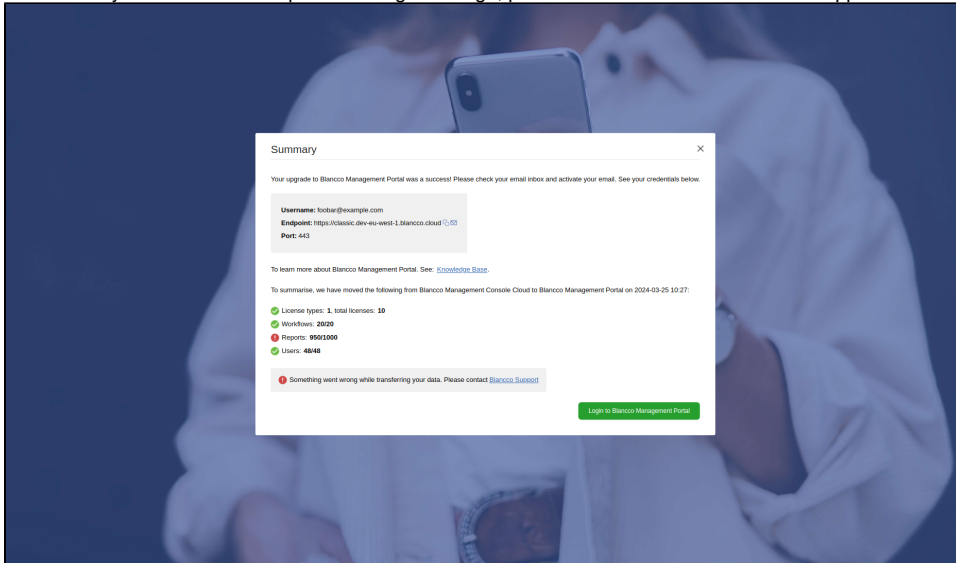 Summary
Your upgrade to Blancco Management Portal was a success! Please check your email inbox and activate your email. See your credentials below.
Username: foobar@example.com
Endpoint: https://classic.dev-eu-west-1.blancco.cloud
Port: 443
To learn more about Blancco Management Portal. See: Knowledge Base.
To summarise, we have moved the following from Blancco Management Console Cloud to Blancco Management Portal on 2024-03-25 10:27:
License types: 1, total licenses: 10
Workflows: 20/20
Reports: 950/1000
Users: 48/48
Something went wrong while transferring your data. Please contact Blancco Support
Login to Blancco Management Portal